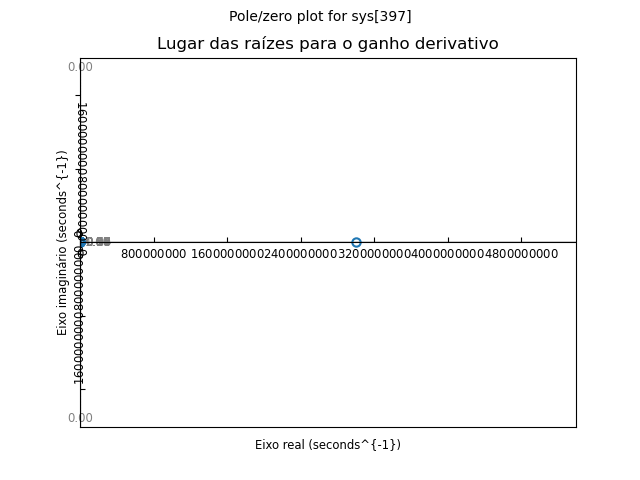 Pole/zero plot for sys[397]
Lugar das raízes para o ganho derivativo
0.00
Eixo imaginário (seconds^{-1})
800000000 1600000000 2400000000 3200000000 4000000000 4800000000
0.00
Eixo real (seconds^{-1})